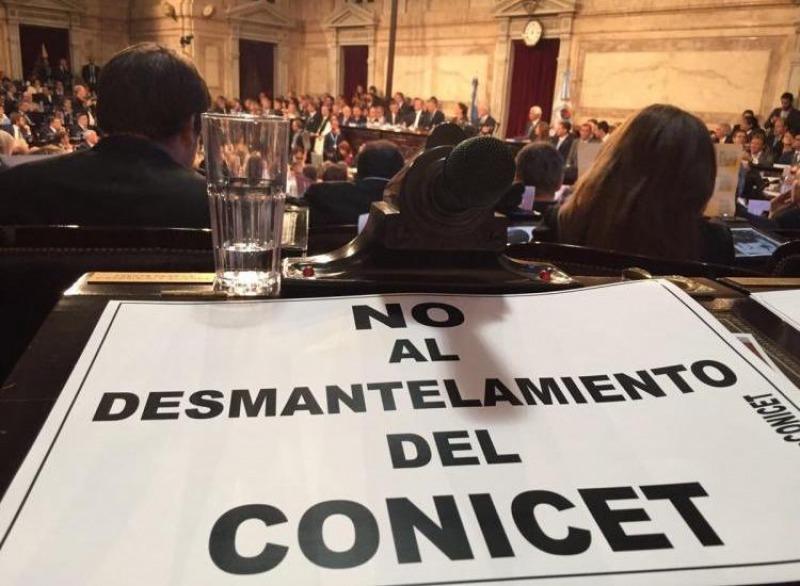 NO
AL
DESMANTELAMIENTO
DEL
CONICET
CONICET